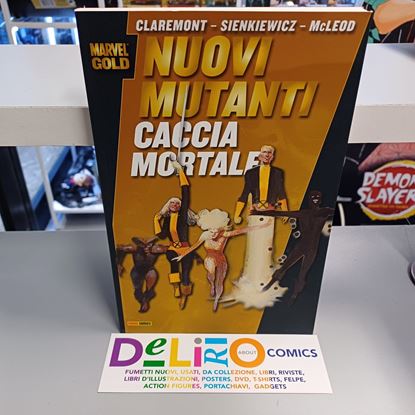 CLAREMONT - SIENKIEWICZ - McLEOD
MARVEL
GOLD
NUOVI
MUTANTI
CACCIA
MORTALE
DEMON
SLAYER
DeLiRiO ABOUT COMICS
FUMETTI NUOVI, USATI, DA COLLEZIONE, LIBRI, RIVISTE,
LIBRI D'ILLUSTRAZIONI, POSTERS, DVD, T-SHIRTS, FELPE,
ACTION FIGURES, PORTACHIAVI, GADGETS